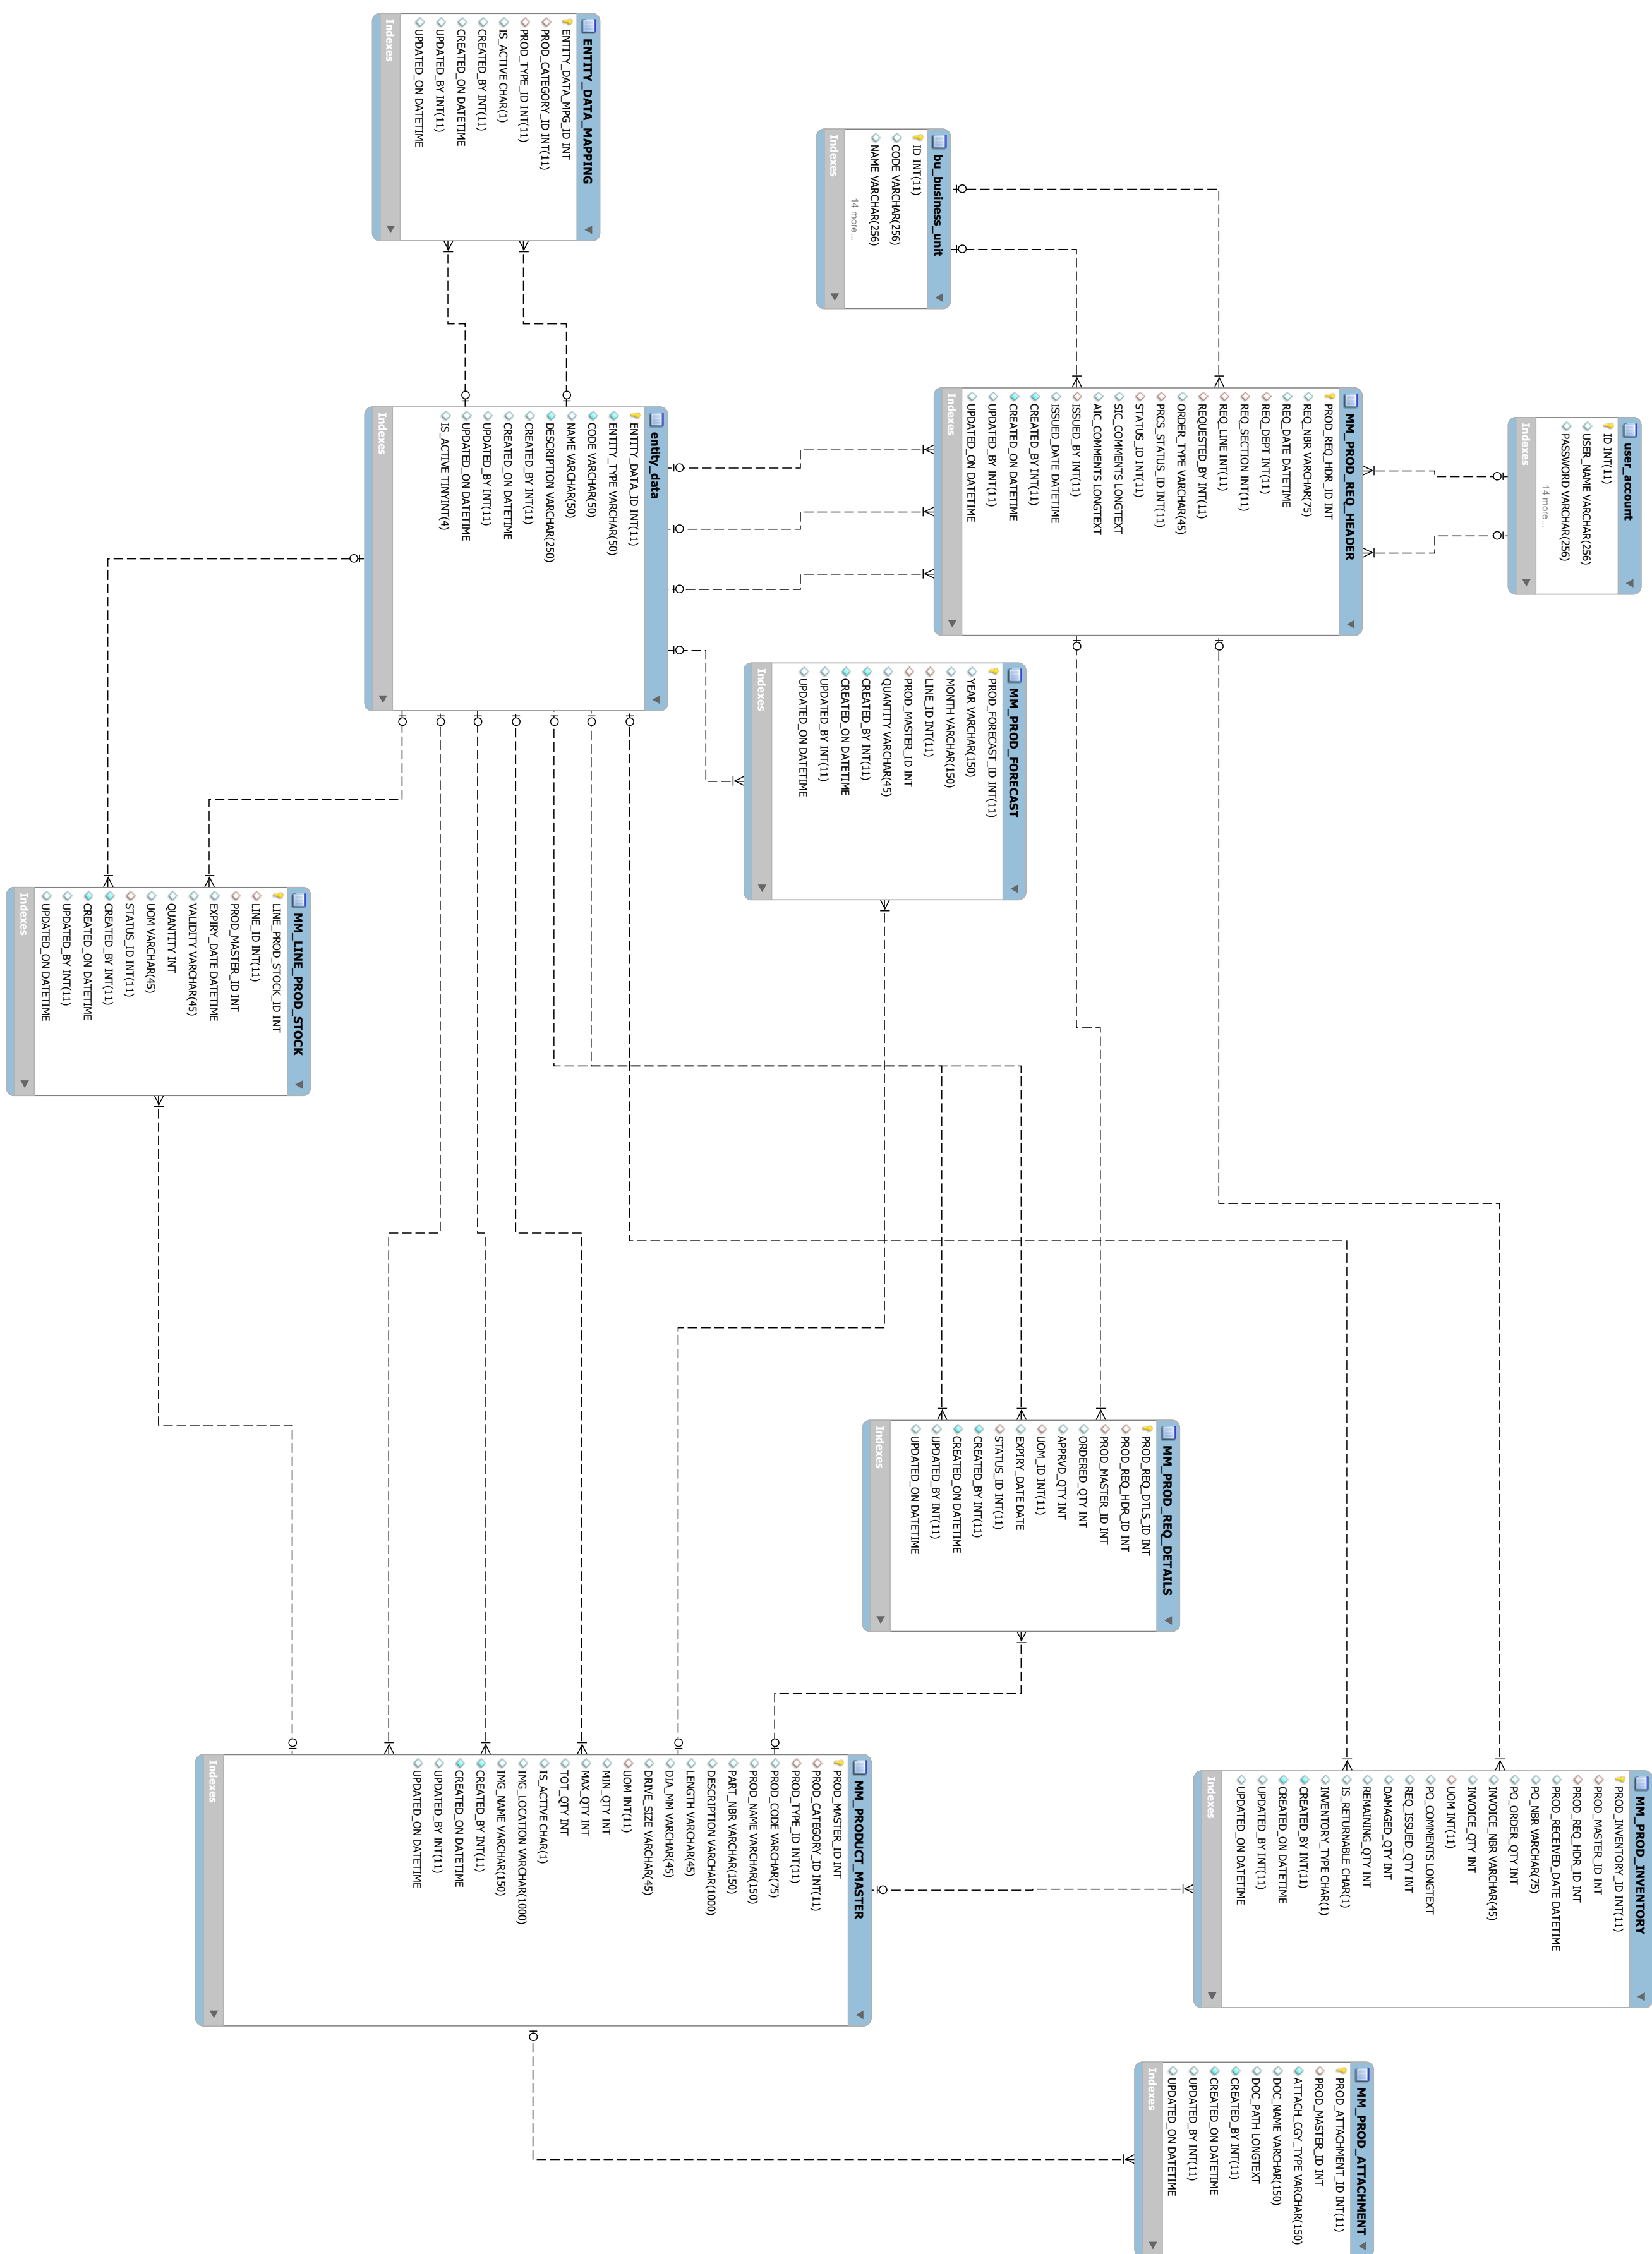 user_account
ID INT(11)
USER_NAME VARCHAR(256)
PASSWORD VARCHAR(256)
14 more...
Indexes
bu_business_unit
ID INT(11)
CODE VARCHAR(256)
NAME VARCHAR(256)
14 more...
Indexes
ENTITY_DATA_MAPPING
ENTITY_DATA_MPG_ID INT
PROD_CATEGORY_ID INT(11)
PROD_TYPE_ID INT(11)
IS_ACTIVE CHAR(1)
CREATED_BY INT(11)
CREATED_ON DATETIME
UPDATED_BY INT(11)
UPDATED_ON DATETIME
Indexes
MM_PROD_REQ_HEADER
PROD_REQ_HDR_ID INT
REQ_NBR VARCHAR(75)
REQ_DATE DATETIME
REQ_DEPT INT(11)
REQ_SECTION INT(11)
REQ_LINE INT(11)
REQUESTED_BY INT(11)
ORDER_TYPE VARCHAR(45)
PRCS_STATUS_ID INT(11)
STATUS_ID INT(11)
SIC_COMMENTS LONGTEXT
AIC_COMMENTS LONGTEXT
ISSUED_BY INT(11)
ISSUED_DATE DATETIME
CREATED_BY INT(11)
CREATED_ON DATETIME
UPDATED_BY INT(11)
UPDATED_ON DATETIME
Indexes
entity_data
ENTITY_DATA_ID INT(11)
ENTITY_TYPE VARCHAR(50)
CODE VARCHAR(50)
NAME VARCHAR(50)
DESCRIPTION VARCHAR(250)
CREATED_BY INT(11)
CREATED_ON DATETIME
UPDATED_BY INT(11)
UPDATED_ON DATETIME
IS_ACTIVE TINYINT(4)
Indexes
MM_PROD_FORECAST
PROD_FORECAST_ID INT(11)
YEAR VARCHAR(150)
MONTH VARCHAR(150)
LINE_ID INT(11)
PROD_MASTER_ID INT
QUANTITY VARCHAR(45)
CREATED_BY INT(11)
CREATED_ON DATETIME
UPDATED_BY INT(11)
UPDATED_ON DATETIME
Indexes
MM_LINE_PROD_STOCK
LINE_PROD_STOCK_ID INT
LINE_ID INT(11)
PROD_MASTER_ID INT
EXPIRY_DATE DATETIME
VALIDITY VARCHAR(45)
QUANTITY INT
UOM VARCHAR(45)
STATUS_ID INT(11)
CREATED_BY INT(11)
CREATED_ON DATETIME
UPDATED_BY INT(11)
UPDATED_ON DATETIME
Indexes
MM_PROD_REQ_DETAILS
PROD_REQ_DTLS_ID INT
PROD_REQ_HDR_ID INT
PROD_MASTER_ID INT
ORDERED_QTY INT
APPRVD_QTY INT
UOM_ID INT(11)
EXPIRY_DATE DATE
STATUS_ID INT(11)
CREATED_BY INT(11)
CREATED_ON DATETIME
UPDATED_BY INT(11)
UPDATED_ON DATETIME
Indexes
MM_PROD_INVENTORY
PROD_INVENTORY_ID INT(11)
PROD_MASTER_ID INT
PROD_REQ_HDR_ID INT
PROD_RECEIVED_DATE DATETIME
PO_NBR VARCHAR(75)
PO_ORDER_QTY INT
INVOICE_NBR VARCHAR(45)
INVOICE_QTY INT
UOM INT(11)
PO_COMMENTS LONGTEXT
REQ_ISSUED_QTY INT
DAMAGED_QTY INT
REMAINING_QTY INT
IS_RETURNABLE CHAR(1)
INVENTORY_TYPE CHAR(1)
CREATED_BY INT(11)
CREATED_ON DATETIME
UPDATED_BY INT(11)
UPDATED_ON DATETIME
Indexes
MM_PRODUCT_MASTER
PROD_MASTER_ID INT
PROD_CATEGORY_ID INT(11)
PROD_TYPE_ID INT(11)
PROD_CODE VARCHAR(75)
PROD_NAME VARCHAR(150)
PART_NBR VARCHAR(150)
DESCRIPTION VARCHAR(1000)
LENGTH VARCHAR(45)
DIA_MM VARCHAR(45)
DRIVE_SIZE VARCHAR(45)
UOM INT(11)
MIN_QTY INT
MAX_QTY INT
TOT_QTY INT
IS_ACTIVE CHAR(1)
IMG_LOCATION VARCHAR(1000)
IMG_NAME VARCHAR(150)
CREATED_BY INT(11)
CREATED_ON DATETIME
UPDATED_BY INT(11)
UPDATED_ON DATETIME
Indexes
MM_PROD_ATTACHMENT
PROD_ATTACHMENT_ID INT(11)
PROD_MASTER_ID INT
ATTACH_CGY_TYPE VARCHAR(150)
DOC_NAME VARCHAR(150)
DOC_PATH LONGTEXT
CREATED_BY INT(11)
CREATED_ON DATETIME
UPDATED_BY INT(11)
UPDATED_ON DATETIME
Indexes